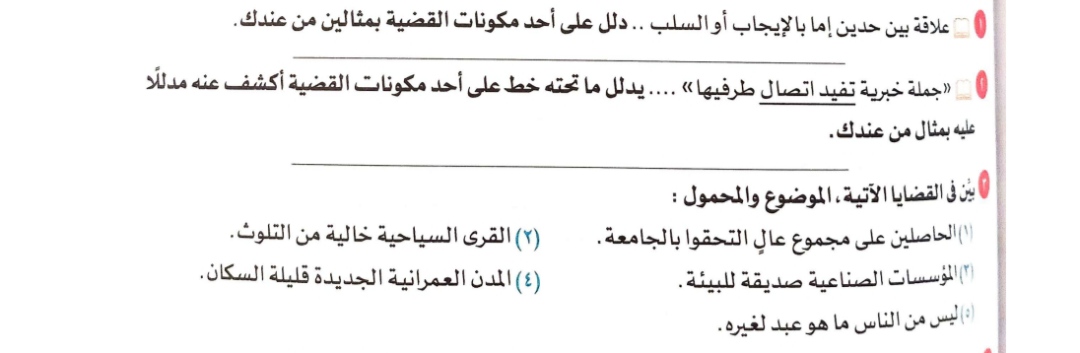 ١ علاقة بين حدين إما بالإيجاب أو السلب .. دلل على أحد مكونات القضية بمثالين من عندك.
٢ «جملة خبرية تفيد اتصال طرفيها» .... يدلل ما تحته خط على أحد مكونات القضية أكشف عنه مدللًا
عليه بمثال من عندك.
٣ بيِّن في القضايا الآتية، الموضوع والمحمول :
(١) الحاصلين على مجموع عالٍ التحقوا بالجامعة. (٢) القرى السياحية خالية من التلوث.
(٣) المؤسسات الصناعية صديقة للبيئة. (٤) المدن العمرانية الجديدة قليلة السكان.
(٥) ليس من الناس ما هو عبد لغيره.